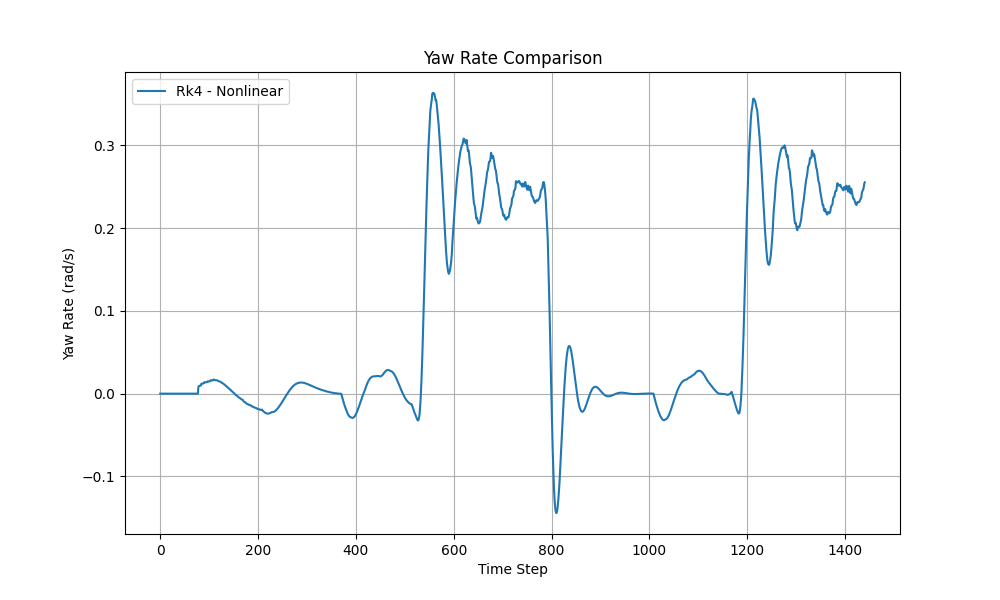 Yaw Rate Comparison
Rk4 - Nonlinear
Yaw Rate (rad/s)
0.3
0.2
0.1
0.0
−0.1
0 200 400 600 800 1000 1200 1400
Time Step